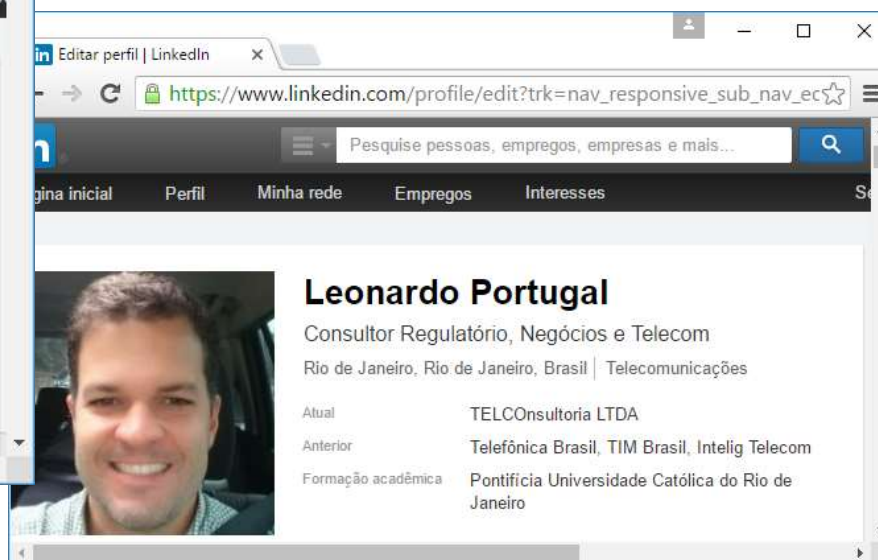 in Editar perfil | LinkedIn
https://www.linkedin.com/profile/edit?trk=nav_responsive_sub_nav_ec
Pesquise pessoas, empregos, empresas e mais...
Perfil Minha rede Empregos Interesses
Leonardo Portugal
Consultor Regulatório, Negócios e Telecom
Rio de Janeiro, Rio de Janeiro, Brasil | Telecomunicações
Atual TELCOnsultoria LTDA
Anterior Telefônica Brasil, TIM Brasil, Intelig Telecom
Formação acadêmica Pontifícia Universidade Católica do Rio de
Janeiro